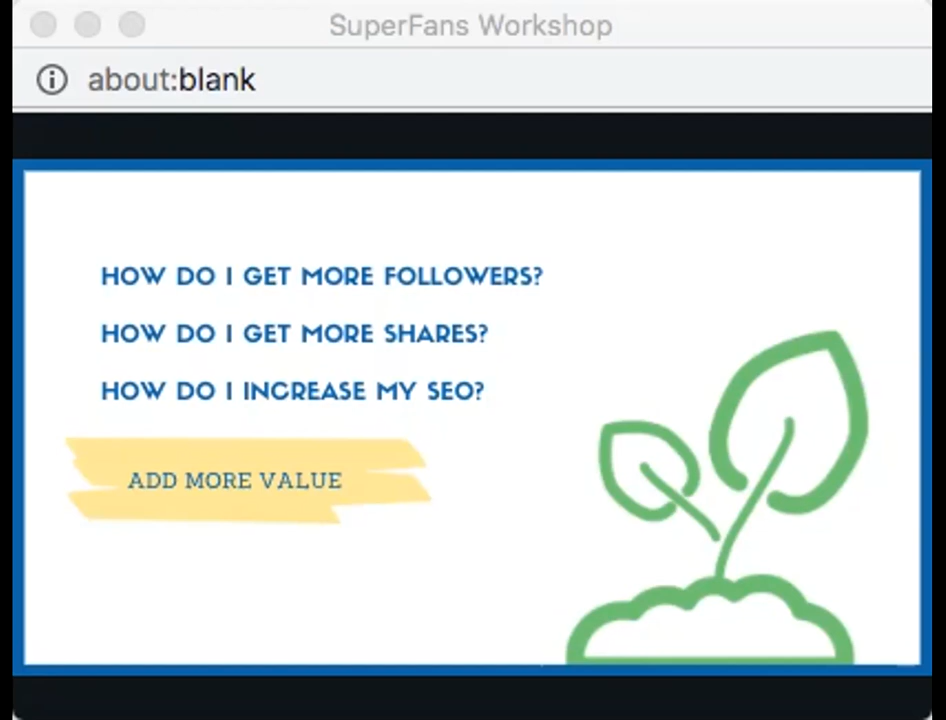 SuperFans Workshop
about:blank
HOW DO I GET MORE FOLLOWERS?
HOW DO I GET MORE SHARES?
HOW DO I INCREASE MY SEO?
ADD MORE VALUE